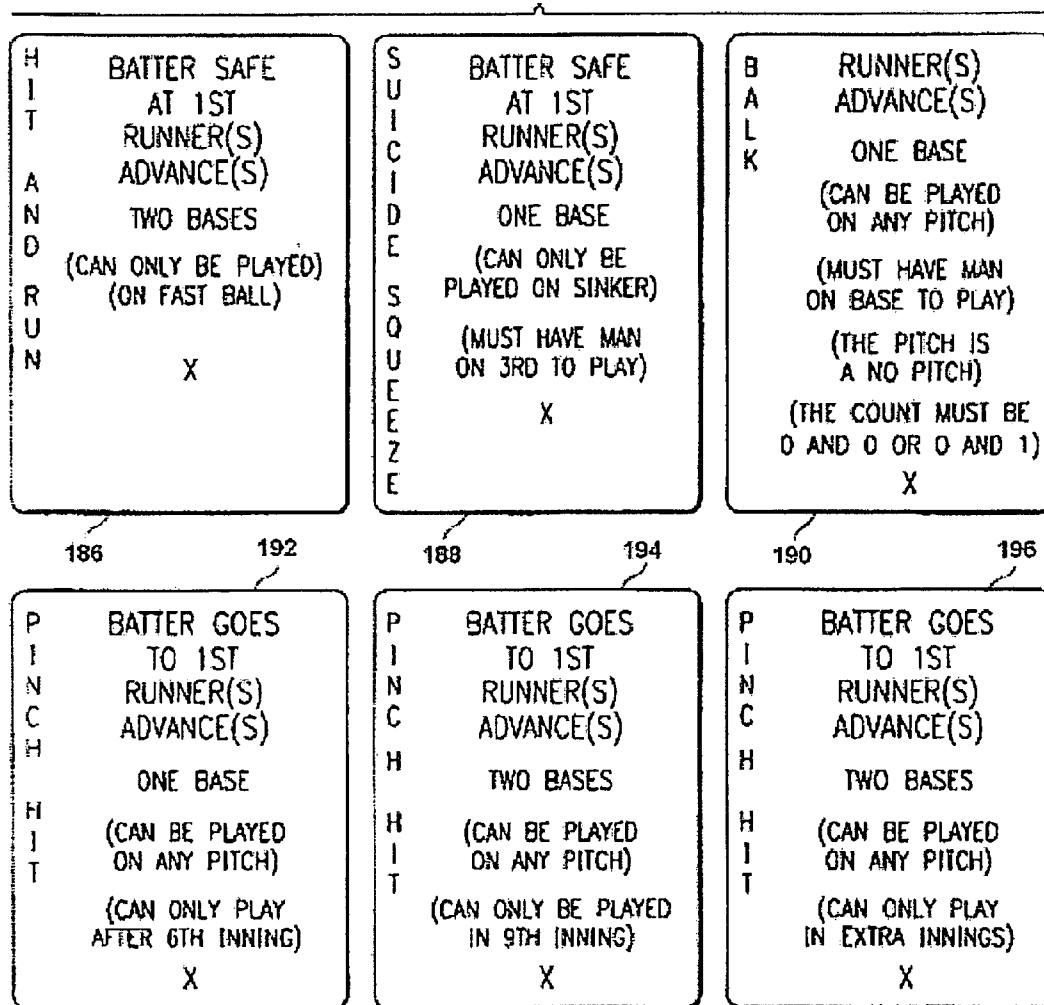 HIT AND RUN
BATTER SAFE
AT 1ST
RUNNER(S)
ADVANCE(S)
TWO BASES
(CAN ONLY BE PLAYED)
(ON FAST BALL)
X
186
SUICIDE SQUEEZE
BATTER SAFE
AT 1ST
RUNNER(S)
ADVANCE(S)
ONE BASE
(CAN ONLY BE
PLAYED ON SINKER)
(MUST HAVE MAN
ON 3RD TO PLAY)
X
188
BALK
RUNNER(S)
ADVANCE(S)
ONE BASE
(CAN BE PLAYED
ON ANY PITCH)
(MUST HAVE MAN
ON BASE TO PLAY)
(THE PITCH IS
A NO PITCH)
(THE COUNT MUST BE
0 AND 0 OR 0 AND 1)
X
190
192
PINCH HIT
BATTER GOES
TO 1ST
RUNNER(S)
ADVANCE(S)
ONE BASE
(CAN BE PLAYED
ON ANY PITCH)
(CAN ONLY PLAY
AFTER 6TH INNING)
X
194
PINCH HIT
BATTER GOES
TO 1ST
RUNNER(S)
ADVANCE(S)
TWO BASES
(CAN BE PLAYED
ON ANY PITCH)
(CAN ONLY BE PLAYED
IN 9TH INNING)
X
196
PINCH HIT
BATTER GOES
TO 1ST
RUNNER(S)
ADVANCE(S)
TWO BASES
(CAN BE PLAYED
ON ANY PITCH)
(CAN ONLY PLAY
IN EXTRA INNINGS)
X